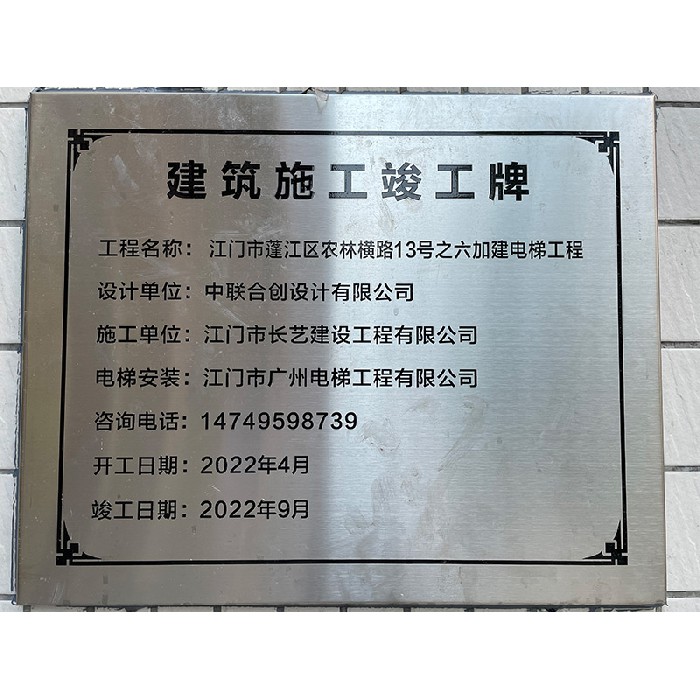 建筑施工竣工牌
工程名称：江门市蓬江区农林横路13号之六加建电梯工程
设计单位：中联合创设计有限公司
施工单位：江门市长艺建设工程有限公司
电梯安装：江门市广州电梯工程有限公司
咨询电话：14749598739
开工日期：2022年4月
竣工日期：2022年9月